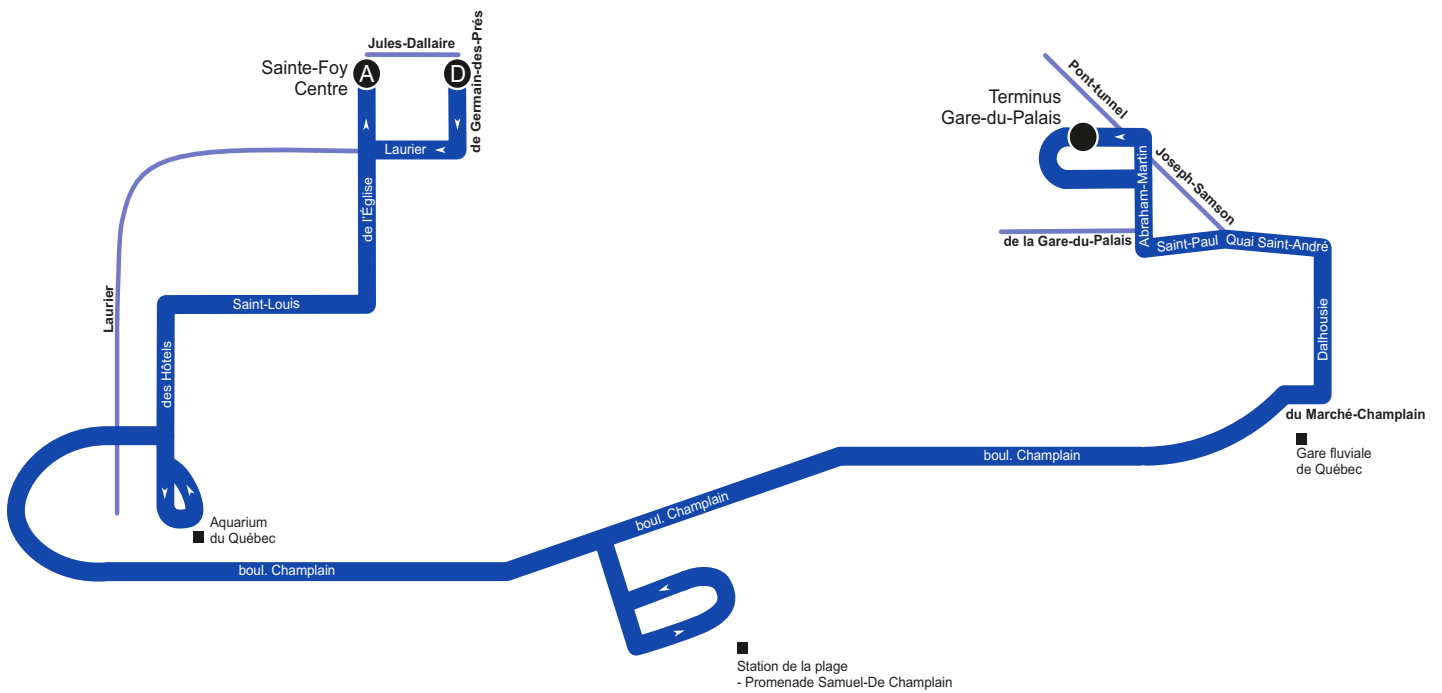 Jules-Dallaire
de Germain-des-Prés
Sainte-Foy
Centre
A
D
Laurier
de l'Église
Laurier
Saint-Louis
des Hôtels
Aquarium
du Québec
boul. Champlain
boul. Champlain
boul. Champlain
Station de la plage
- Promenade Samuel-De Champlain
Terminus
Gare-du-Palais
Pont-tunnel
Joseph-Samson
Abraham-Martin
de la Gare-du-Palais
Saint-Paul
Quai Saint-André
Dalhousie
du Marché-Champlain
Gare fluviale
de Québec